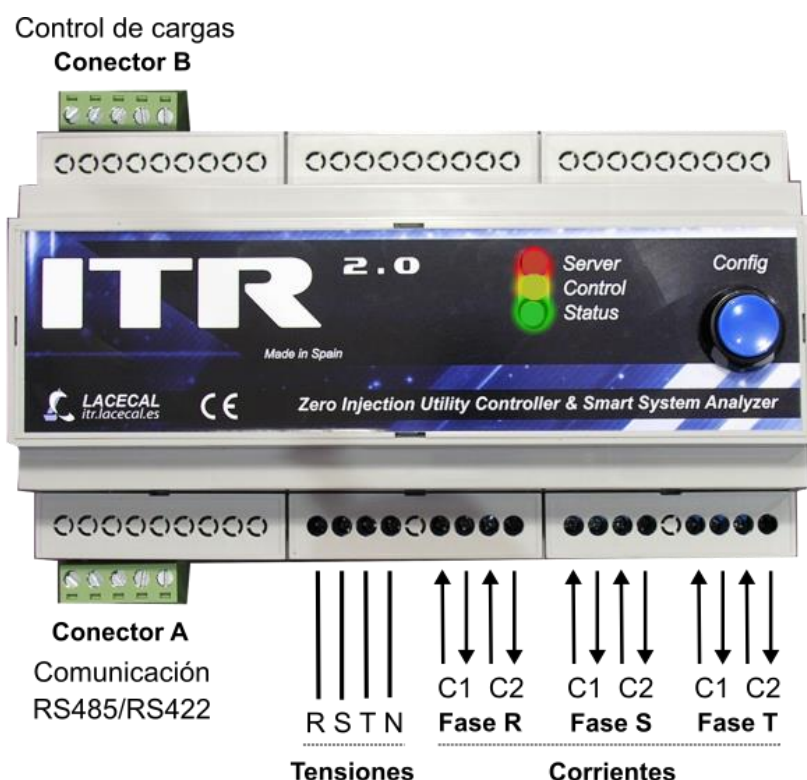 Control de cargas
Conector B
ITR 2.0
Server
Control
Status
Config
Made in Spain
LACECAL
itr.lacecal.es
CE
Zero Injection Utility Controller & Smart System Analyzer
Conector A
Comunicación
RS485/RS422
R S T N
Tensiones
C1 C2 C1 C2 C1 C2
Fase R Fase S Fase T
Corrientes